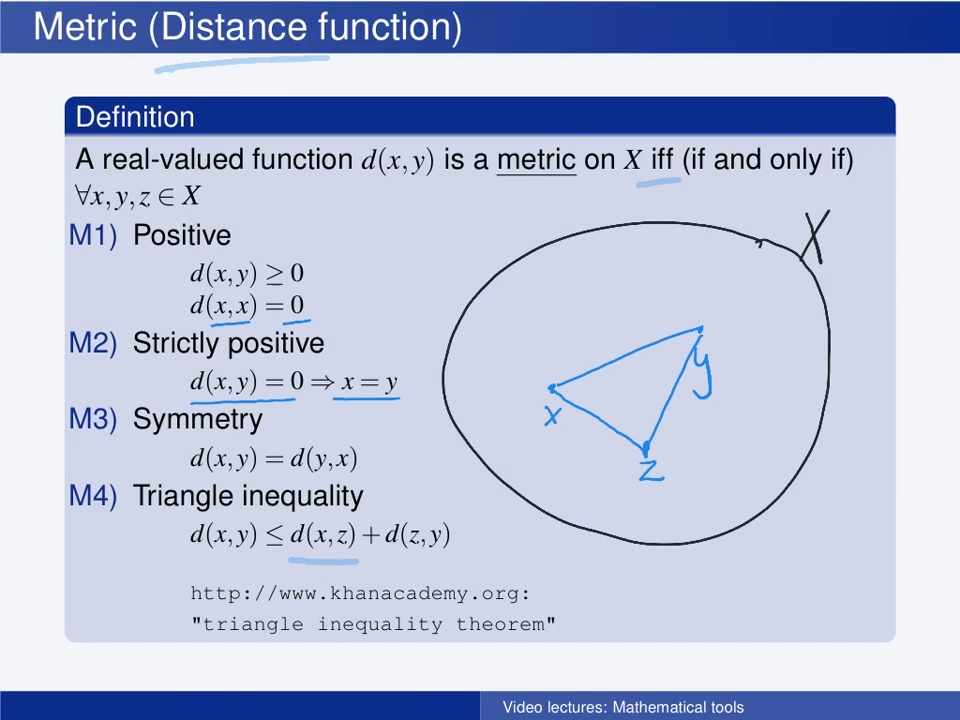 Metric (Distance function)
Definition
A real-valued function d(x,y) is a metric on X iff (if and only if)
∀x,y,z ∈ X
M1) Positive
d(x,y) ≥ 0
d(x,x) = 0
M2) Strictly positive
d(x,y) = 0 ⇒ x = y
M3) Symmetry
d(x,y) = d(y,x)
M4) Triangle inequality
d(x,y) ≤ d(x,z) + d(z,y)
http://www.khanacademy.org:
"triangle inequality theorem"
X
y
x
z
Video lectures: Mathematical tools